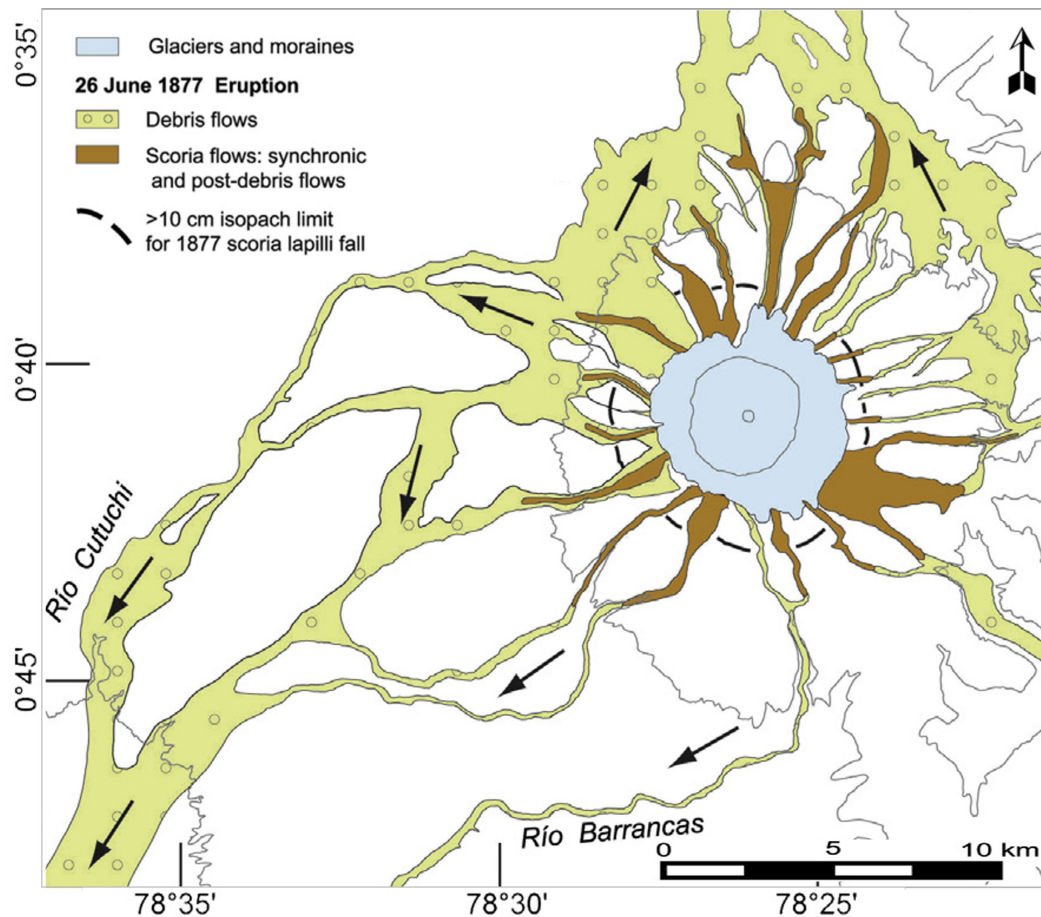 0°35'
Glaciers and moraines
26 June 1877 Eruption
Debris flows
Scoria flows: synchronic
and post-debris flows
>10 cm isopach limit
for 1877 scoria lapilli fall
0°40'
Río Cutuchi
0°45'
Río Barrancas
0 5 10 km
78°35' 78°30' 78°25'